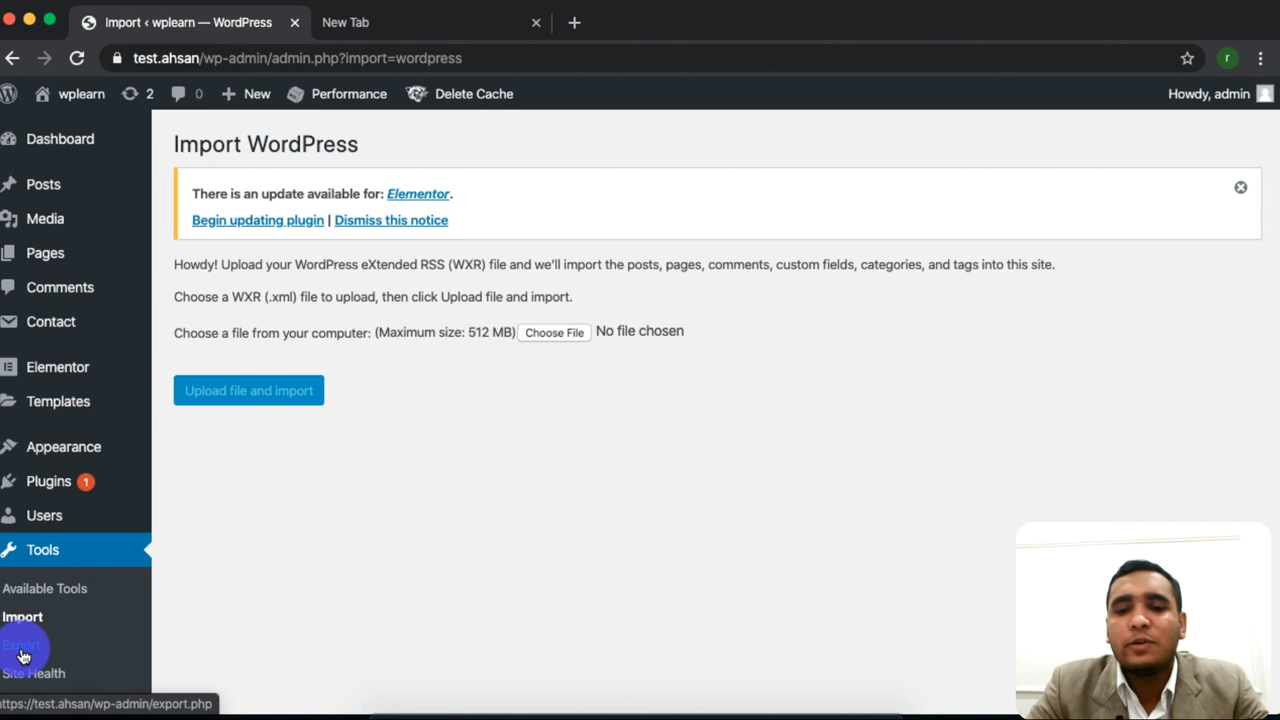 Import ‹ wplearn — WordPress
New Tab
test.ahsan/wp-admin/admin.php?import=wordpress
r
wplearn
2
0
New
Performance
Delete Cache
Howdy, admin
Dashboard
Posts
Media
Pages
Comments
Contact
Elementor
Templates
Appearance
Plugins 1
Users
Tools
Available Tools
Import
Export
Site Health
Import WordPress
There is an update available for: Elementor.
Begin updating plugin | Dismiss this notice
Howdy! Upload your WordPress eXtended RSS (WXR) file and we’ll import the posts, pages, comments, custom fields, categories, and tags into this site.
Choose a WXR (.xml) file to upload, then click Upload file and import.
Choose a file from your computer: (Maximum size: 512 MB) Choose File No file chosen
Upload file and import
https://test.ahsan/wp-admin/export.php